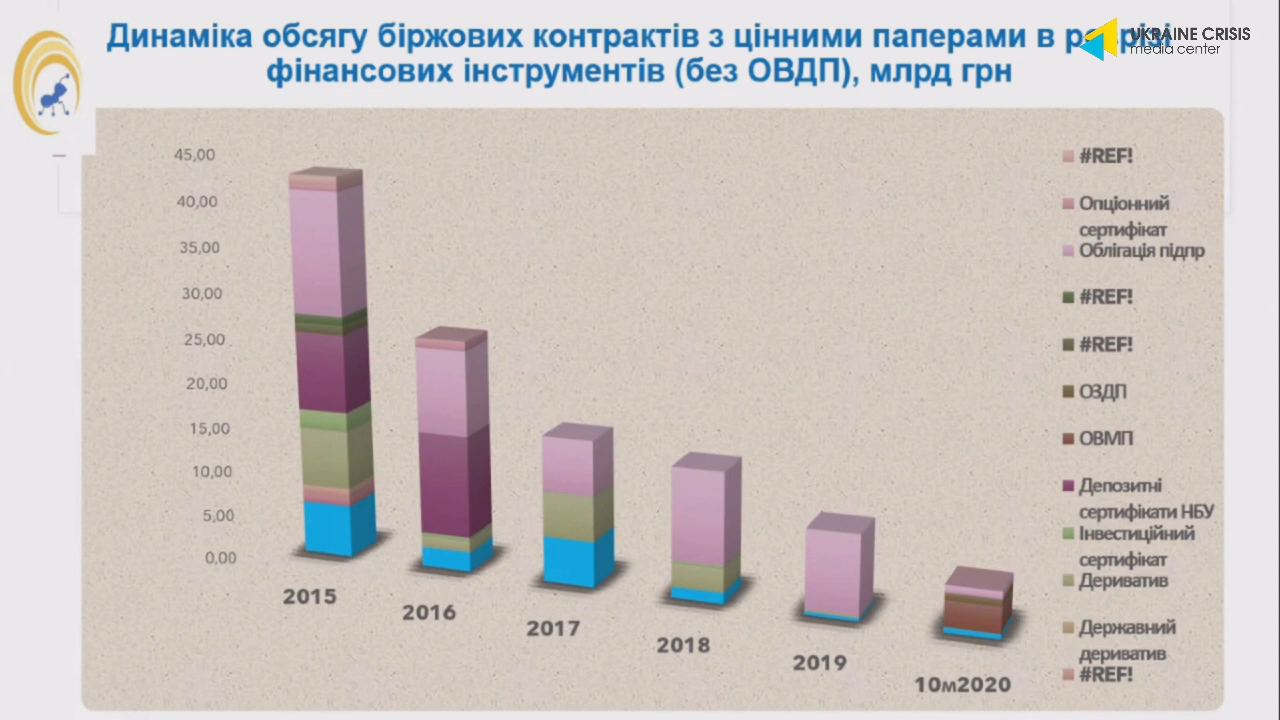 Динаміка обсягу біржових контрактів з цінними паперами в
фінансових інструментів (без ОВДП), млрд грн
UKRAINE CRISIS
media center
45,00
40,00
35,00
30,00
25,00
20,00
15,00
10,00
5,00
0,00
2015
2016
2017
2018
2019
10м2020
#REF!
Опціонний
сертифікат
Облігація підпр
#REF!
#REF!
ОЗДП
ОВМП
Депозитні
сертифікати НБУ
Інвестиційний
сертифікат
Дериватив
Державний
дериватив
#REF!